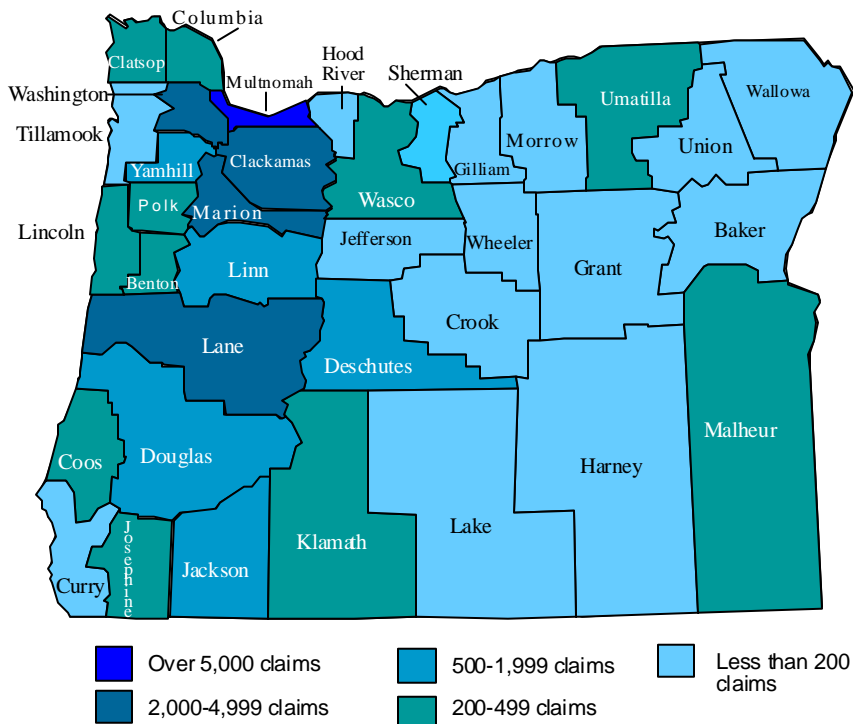 Columbia
Clatsop
Multnomah
Hood
River
Sherman
Washington
Umatilla
Wallowa
Tillamook
Morrow
Union
Clackamas
Yamhill
Gilliam
Polk
Wasco
Marion
Lincoln
Jefferson
Wheeler
Baker
Linn
Benton
Grant
Crook
Lane
Deschutes
Malheur
Coos
Douglas
Harney
Lake
Klamath
Josephine
Jackson
Curry
Over 5,000 claims
500-1,999 claims
Less than 200
claims
2,000-4,999 claims
200-499 claims